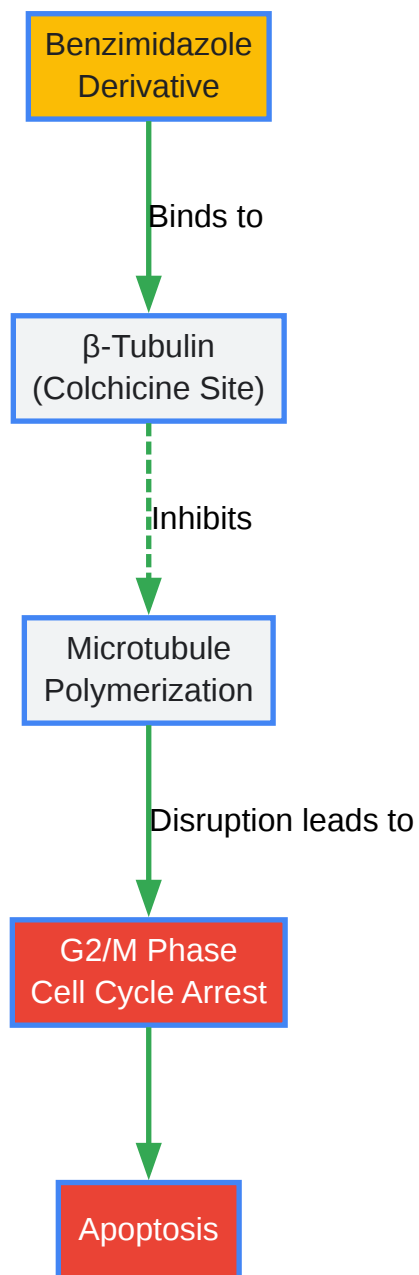 Benzimidazole
Derivative
Binds to
β-Tubulin
(Colchicine Site)
Inhibits
Microtubule
Polymerization
Disruption leads to
G2/M Phase
Cell Cycle Arrest
Apoptosis